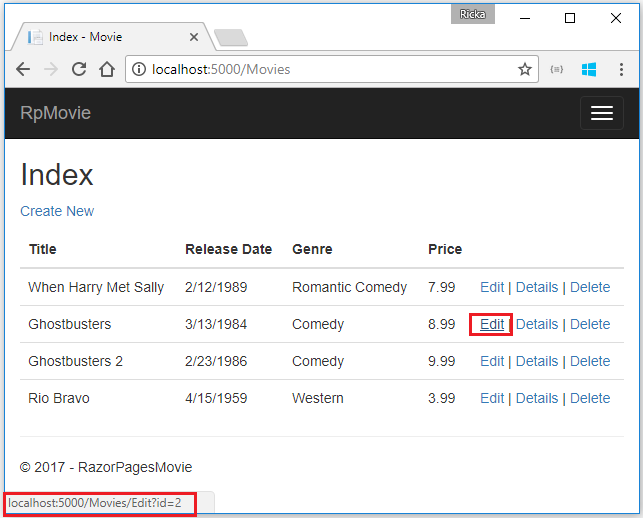 Ricka
Index - Movie
localhost:5000/Movies
RpMovie
Index
Create New
Title Release Date Genre Price
When Harry Met Sally 2/12/1989 Romantic Comedy 7.99 Edit | Details | Delete
Ghostbusters 3/13/1984 Comedy 8.99 Edit | Details | Delete
Ghostbusters 2 2/23/1986 Comedy 9.99 Edit | Details | Delete
Rio Bravo 4/15/1959 Western 3.99 Edit | Details | Delete
© 2017 - RazorPagesMovie
localhost:5000/Movies/Edit?id=2